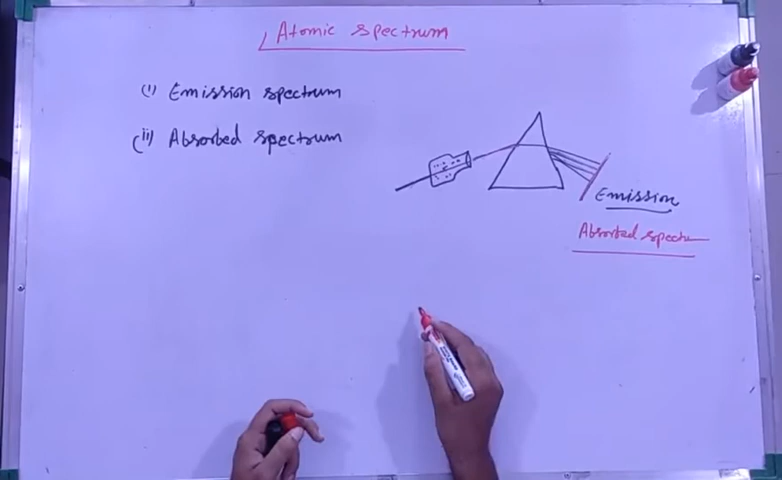 Atomic spectrum
(i) Emission spectrum
(ii) Absorbed spectrum
Emission
Absorbed spectrum